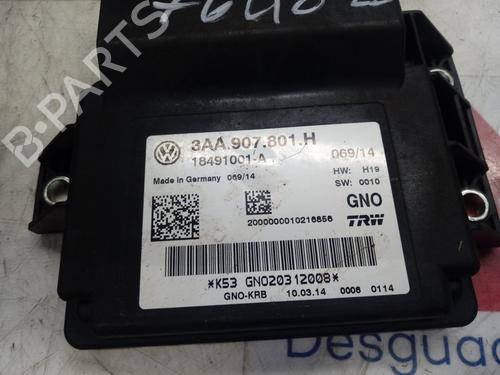 3AA.907.801.H
18491001-A
069/14
Made in Germany 069/14
HW: H19
SW: 0010
GNO
2000000010216856
TRW
*K53 GNO20312008*
GNO-KRB 10.03.14 0006 0114
B-PARTS
Desguac